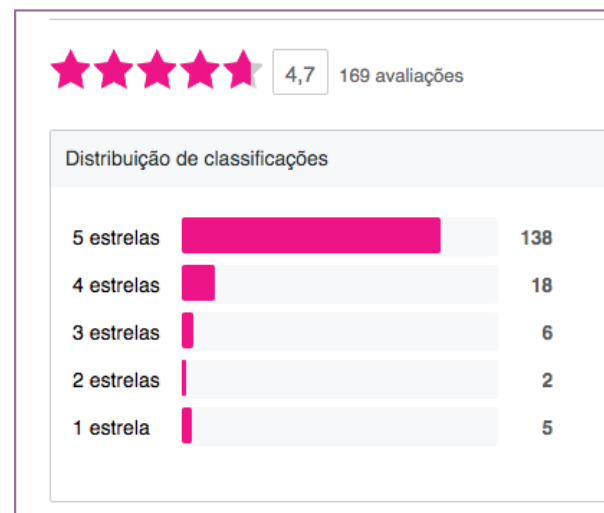 4,7 169 avaliações
Distribuição de classificações
5 estrelas 138
4 estrelas 18
3 estrelas 6
2 estrelas 2
1 estrela 5